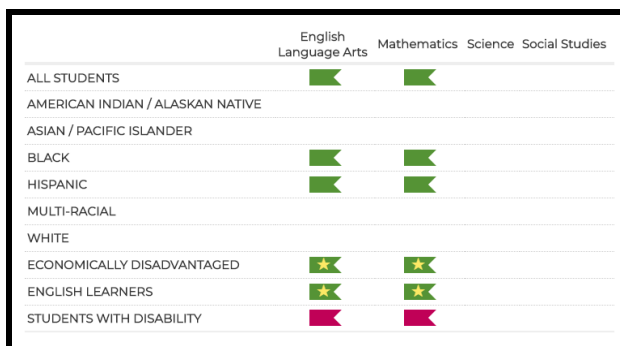 English
Language Arts
Mathematics Science Social Studies
ALL STUDENTS
AMERICAN INDIAN / ALASKAN NATIVE
ASIAN / PACIFIC ISLANDER
BLACK
HISPANIC
MULTI-RACIAL
WHITE
ECONOMICALLY DISADVANTAGED
ENGLISH LEARNERS
STUDENTS WITH DISABILITY